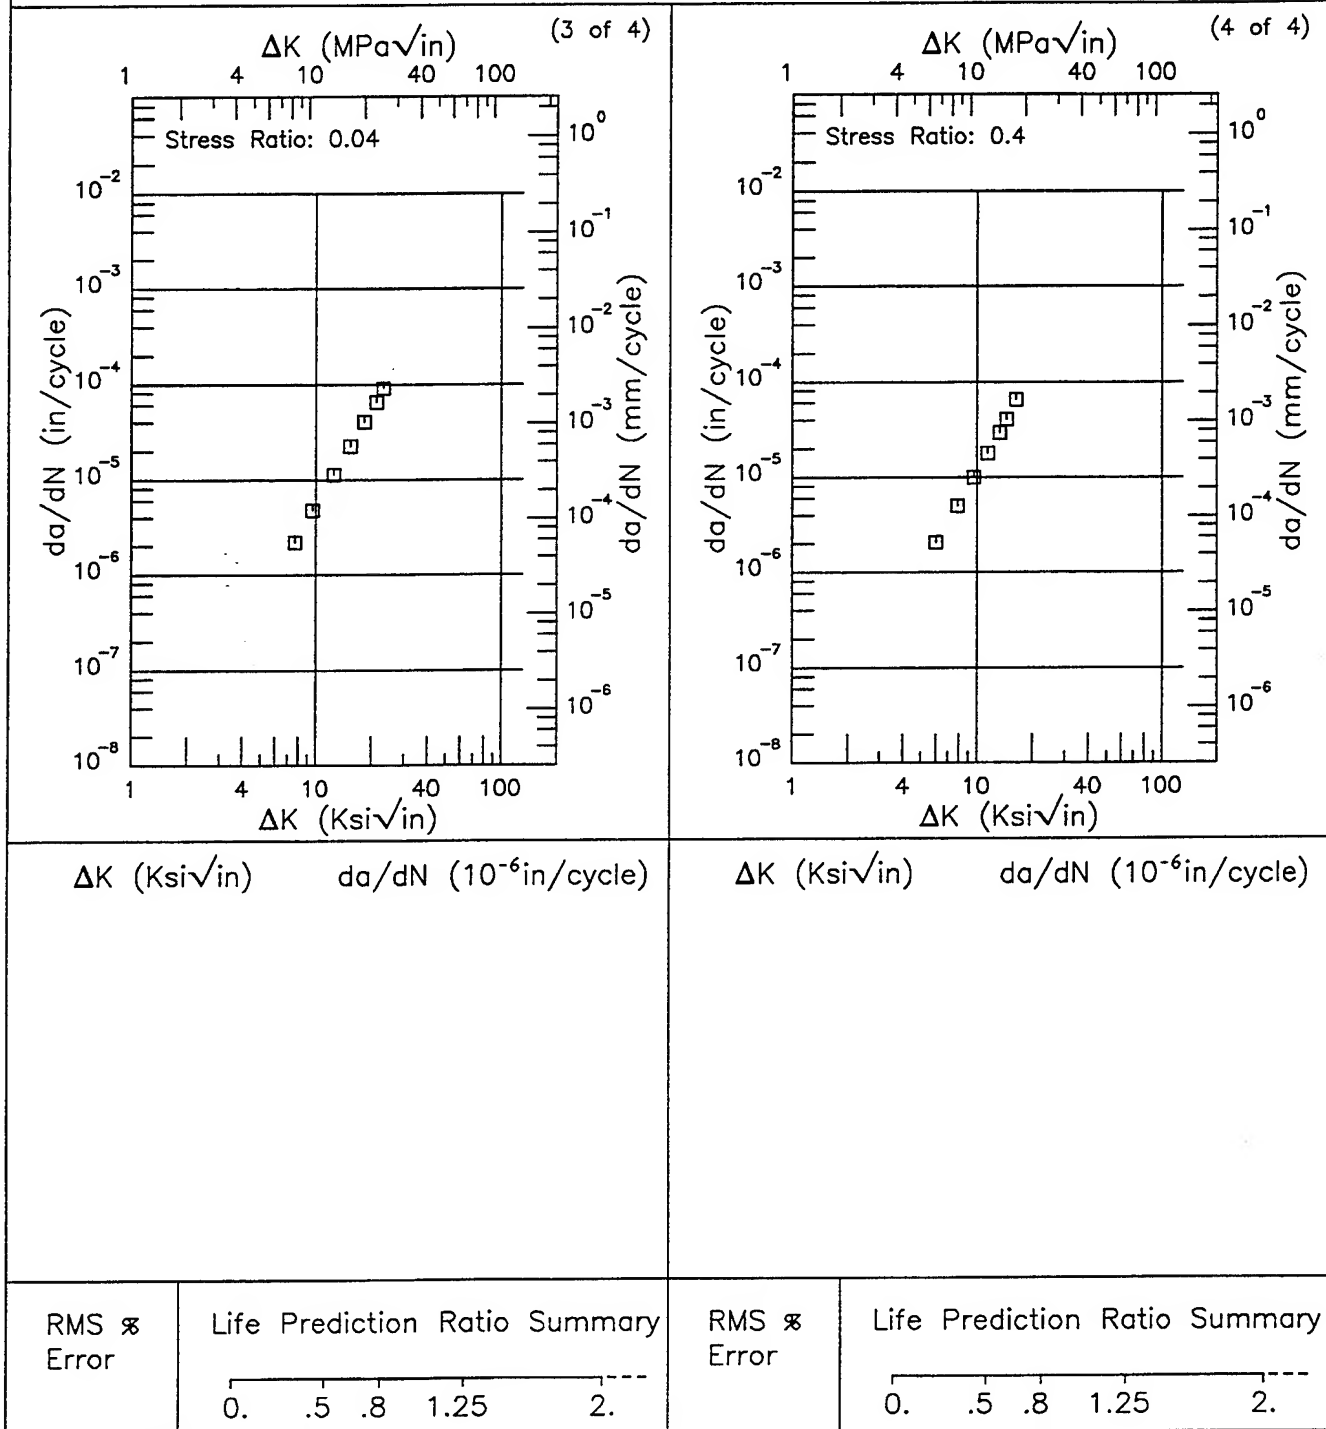 (3 of 4)
ΔK (MPa√in)
1 4 10 40 100
Stress Ratio: 0.04
da/dN (in/cycle)
10⁻²
10⁻³
10⁻⁴
10⁻⁵
10⁻⁶
10⁻⁷
10⁻⁸
10⁰
10⁻¹
10⁻²
10⁻³
10⁻⁴
10⁻⁵
10⁻⁶
da/dN (mm/cycle)
1 4 10 40 100
ΔK (Ksi√in)
(4 of 4)
ΔK (MPa√in)
1 4 10 40 100
Stress Ratio: 0.4
da/dN (in/cycle)
10⁻²
10⁻³
10⁻⁴
10⁻⁵
10⁻⁶
10⁻⁷
10⁻⁸
10⁰
10⁻¹
10⁻²
10⁻³
10⁻⁴
10⁻⁵
10⁻⁶
da/dN (mm/cycle)
1 4 10 40 100
ΔK (Ksi√in)
ΔK (Ksi√in) da/dN (10⁻⁶in/cycle)
ΔK (Ksi√in) da/dN (10⁻⁶in/cycle)
RMS %
Error
Life Prediction Ratio Summary
0. .5 .8 1.25 2.
RMS %
Error
Life Prediction Ratio Summary
0. .5 .8 1.25 2.